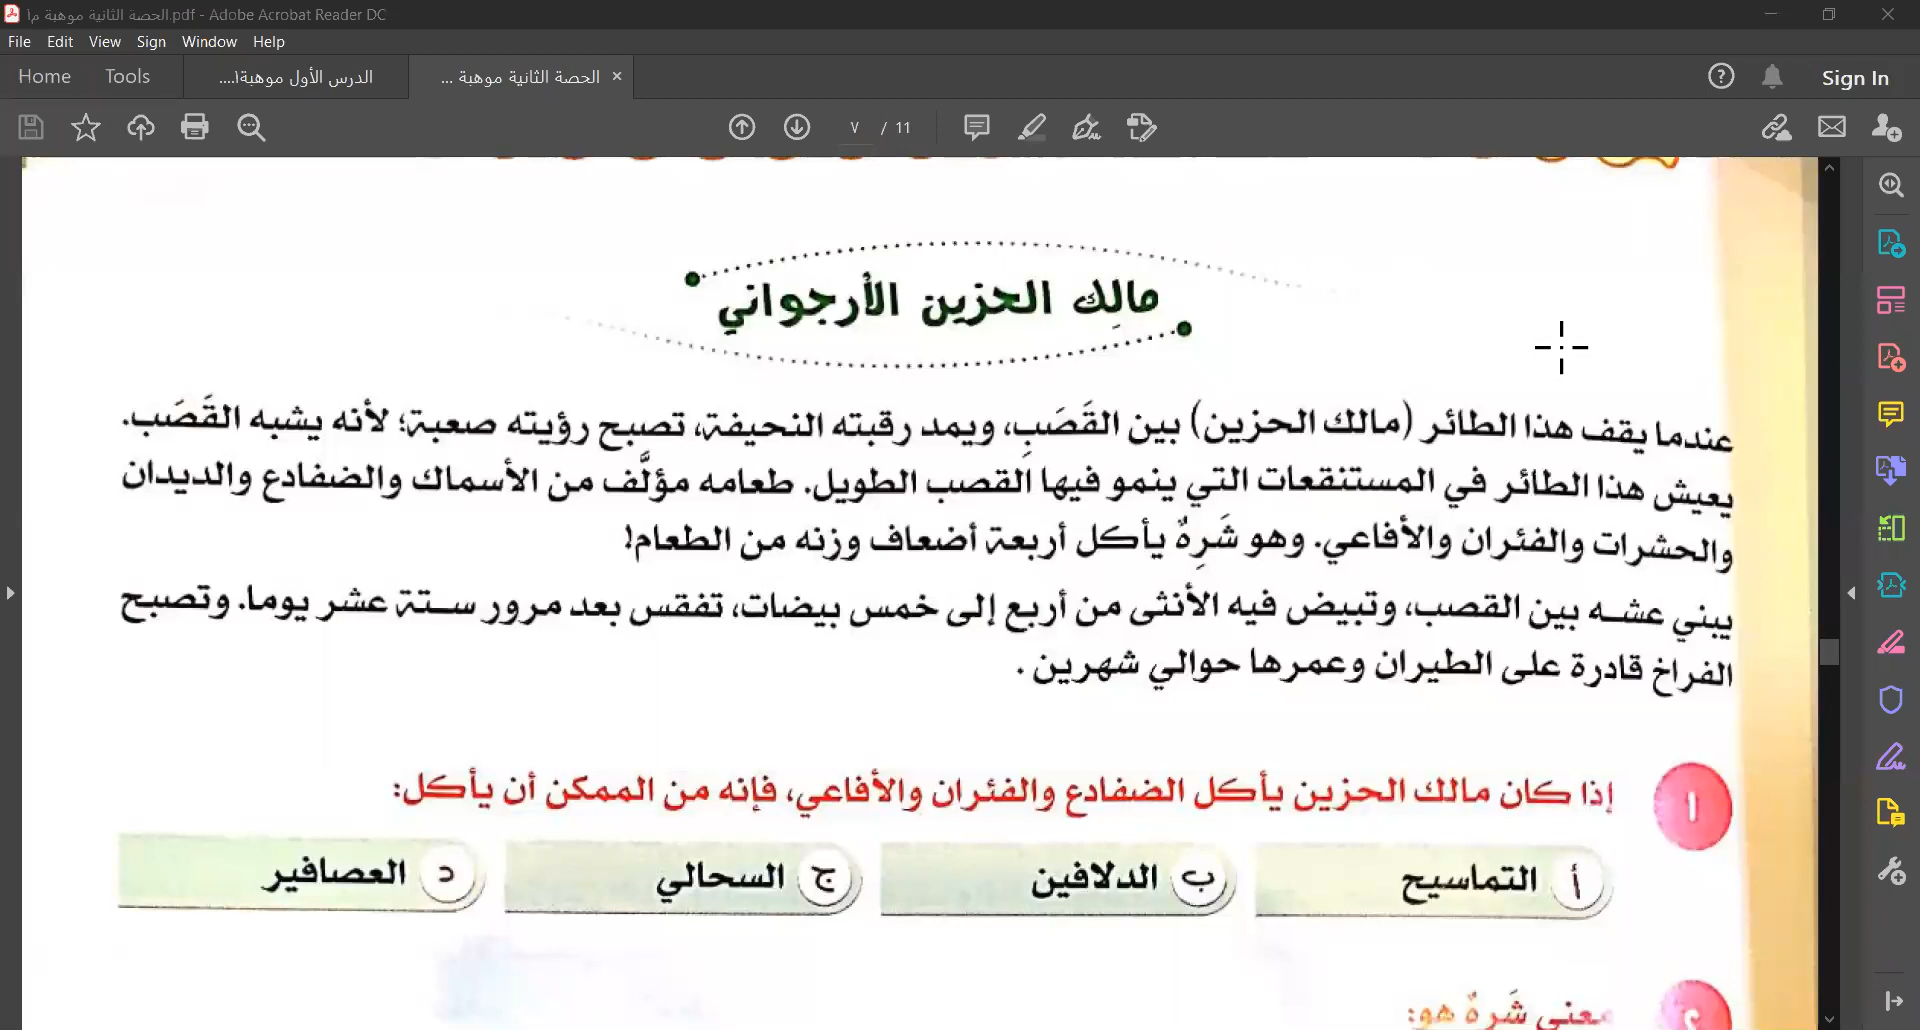 الحصة الثانية موهبة م١.pdf - Adobe Acrobat Reader DC
File Edit View Sign Window Help
Home Tools الدرس الأول موهبة١.... الحصة الثانية موهبة ... ×
Sign In
٧ / 11
مالِك الحزين الأرجواني
عندما يقف هذا الطائر (مالك الحزين) بين القَصَبِ، ويمد رقبته النحيفة، تصبح رؤيته صعبة؛ لأنه يشبه القَصَب.
يعيش هذا الطائر في المستنقعات التي ينمو فيها القصب الطويل. طعامه مؤلَّف من الأسماك والضفادع والديدان
والحشرات والفئران والأفاعي. وهو شَرِهٌ يأكل أربعة أضعاف وزنه من الطعام!
يبني عشه بين القصب، وتبيض فيه الأنثى من أربع إلى خمس بيضات، تفقس بعد مرور ستة عشر يوما. وتصبح
الفراخ قادرة على الطيران وعمرها حوالي شهرين .
١ إذا كان مالك الحزين يأكل الضفادع والفئران والأفاعي، فإنه من الممكن أن يأكل:
أ التماسيح ب الدلافين ج السحالي د العصافير
٢ معنى شَرِهٌ هو: